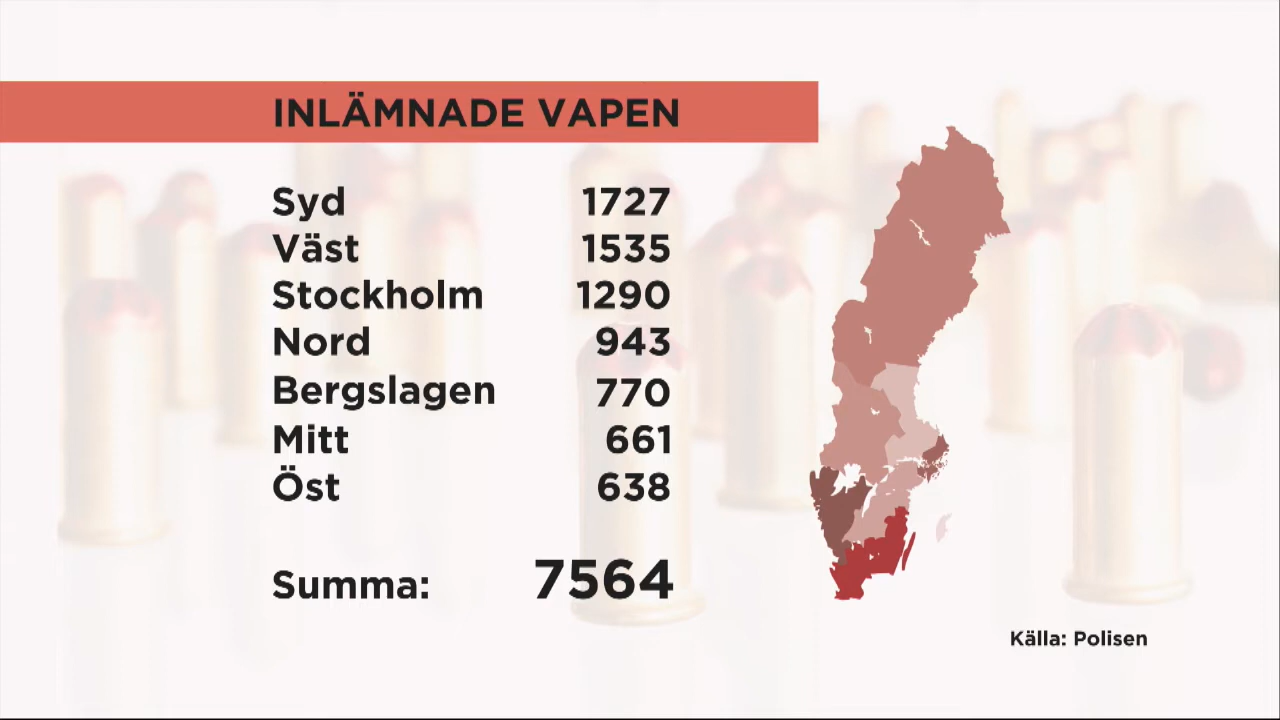 INLÄMNADE VAPEN
Syd 1727
Väst 1535
Stockholm 1290
Nord 943
Bergslagen 770
Mitt 661
Öst 638
Summa: 7564
Källa: Polisen